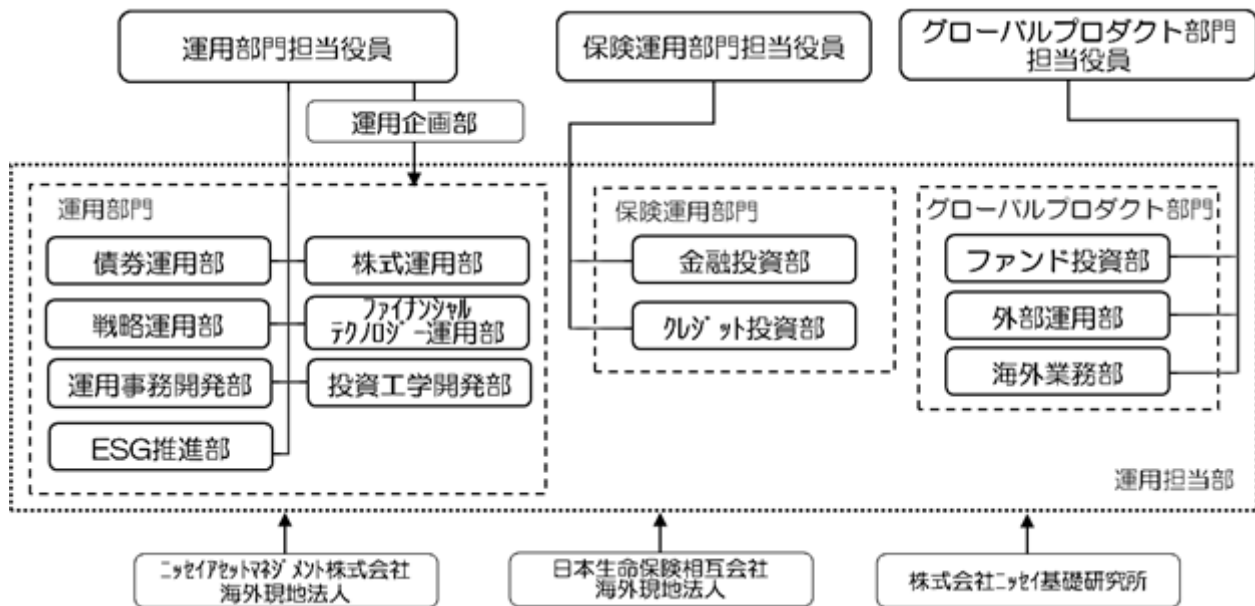 運用部門担当役員
保険運用部門担当役員
グローバルプロダクト部門
担当役員
運用企画部
運用部門
債券運用部
株式運用部
戦略運用部
ファイナンシャル
テクノロジー運用部
運用事務開発部
投資工学開発部
ESG推進部
保険運用部門
金融投資部
クレジット投資部
グローバルプロダクト部門
ファンド投資部
外部運用部
海外業務部
運用担当部
ニッセイアセットマネジメント株式会社
海外現地法人
日本生命保険相互会社
海外現地法人
株式会社ニッセイ基礎研究所